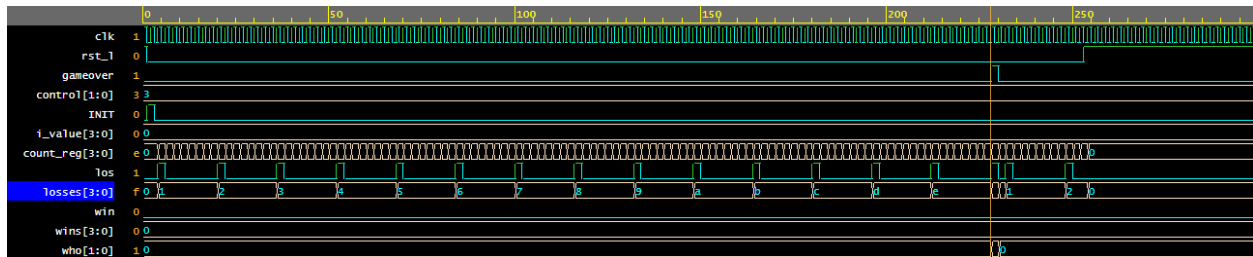 0 50 100 150 200 250
clk 1
rst_l 0
gameover 1
control[1:0] 3 3
INIT 0
i_value[3:0] 0 0
count_reg[3:0] e 0 0
los 1
losses[3:0] f 0 1 2 3 4 5 6 7 8 9 a b c d e 1 2 0
win 0
wins[3:0] 0 0
who[1:0] 1 0 0